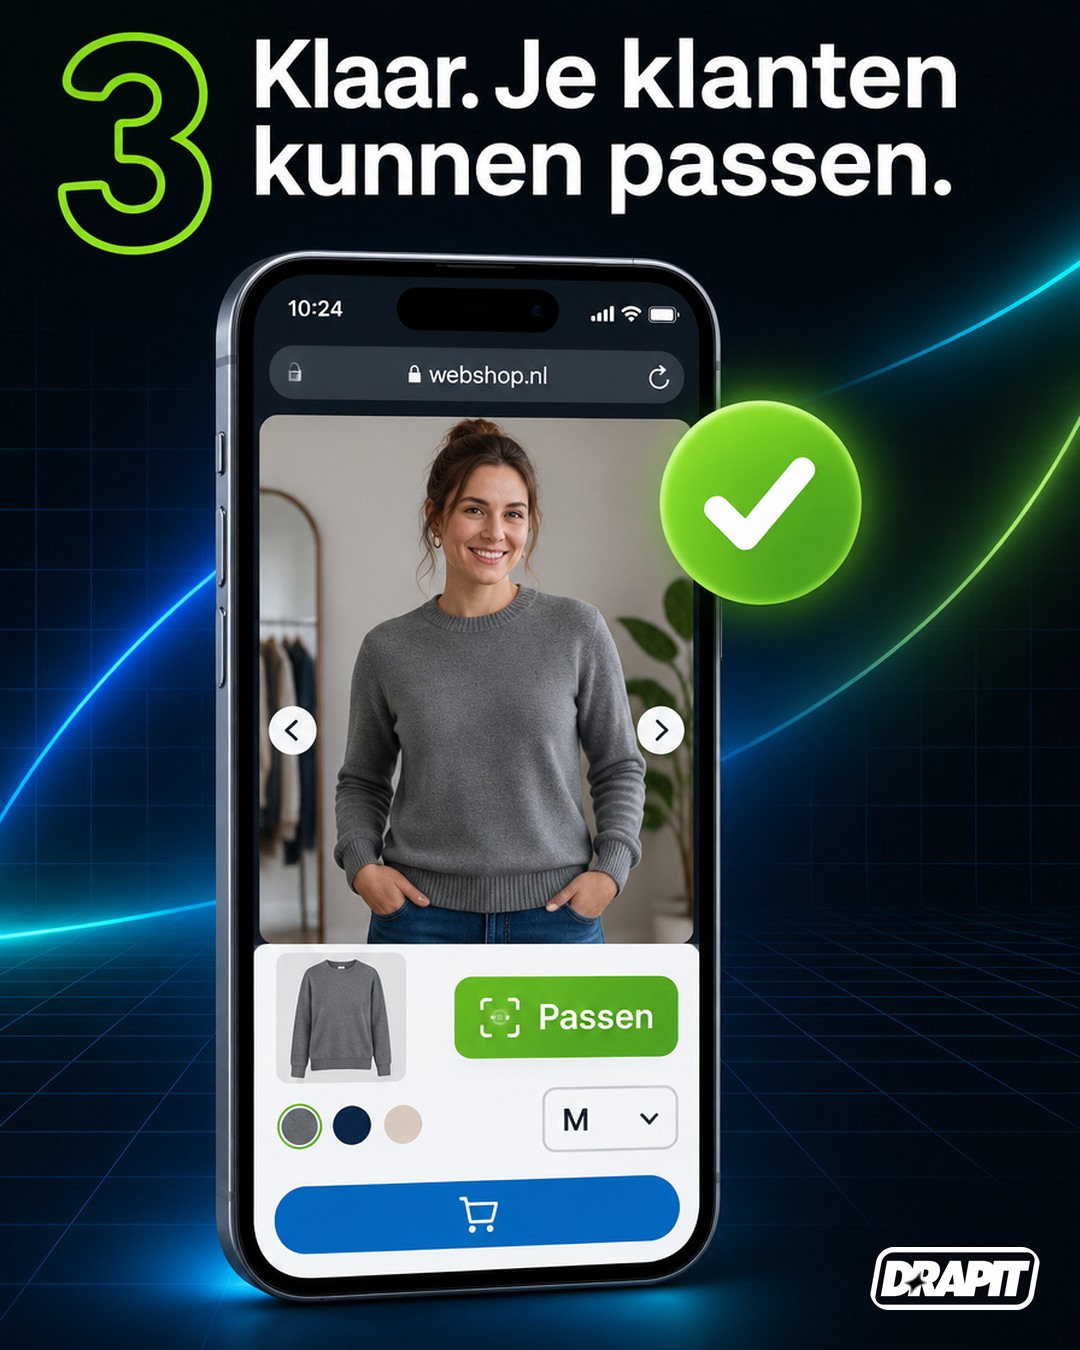 3
Klaar. Je klanten
kunnen passen.
10:24
webshop.nl
Passen
M
DRAPIT